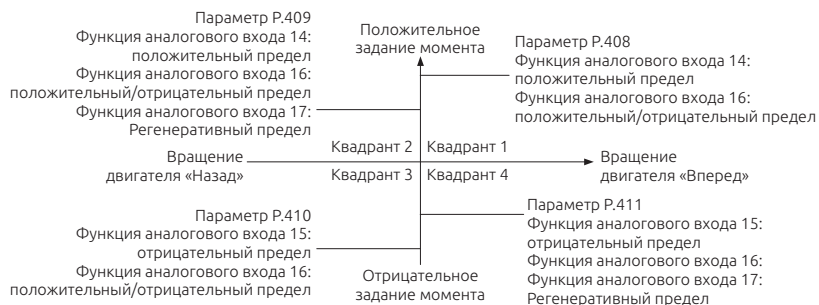 Параметр P.409
Функция аналогового входа 14:
положительный предел
Функция аналогового входа 16:
положительный/отрицательный предел
Функция аналогового входа 17:
Регенеративный предел
Положительное
задание момента
Параметр P.408
Функция аналогового входа 14:
положительный предел
Функция аналогового входа 16:
положительный/отрицательный предел
Вращение
двигателя «Назад»
Квадрант 2
Квадрант 1
Квадрант 3
Квадрант 4
Вращение
двигателя «Вперед»
Параметр P.410
Функция аналогового входа 15:
отрицательный предел
Функция аналогового входа 16:
положительный/отрицательный предел
Отрицательное
задание момента
Параметр P.411
Функция аналогового входа 15:
отрицательный предел
Функция аналогового входа 16:
Функция аналогового входа 17:
Регенеративный предел